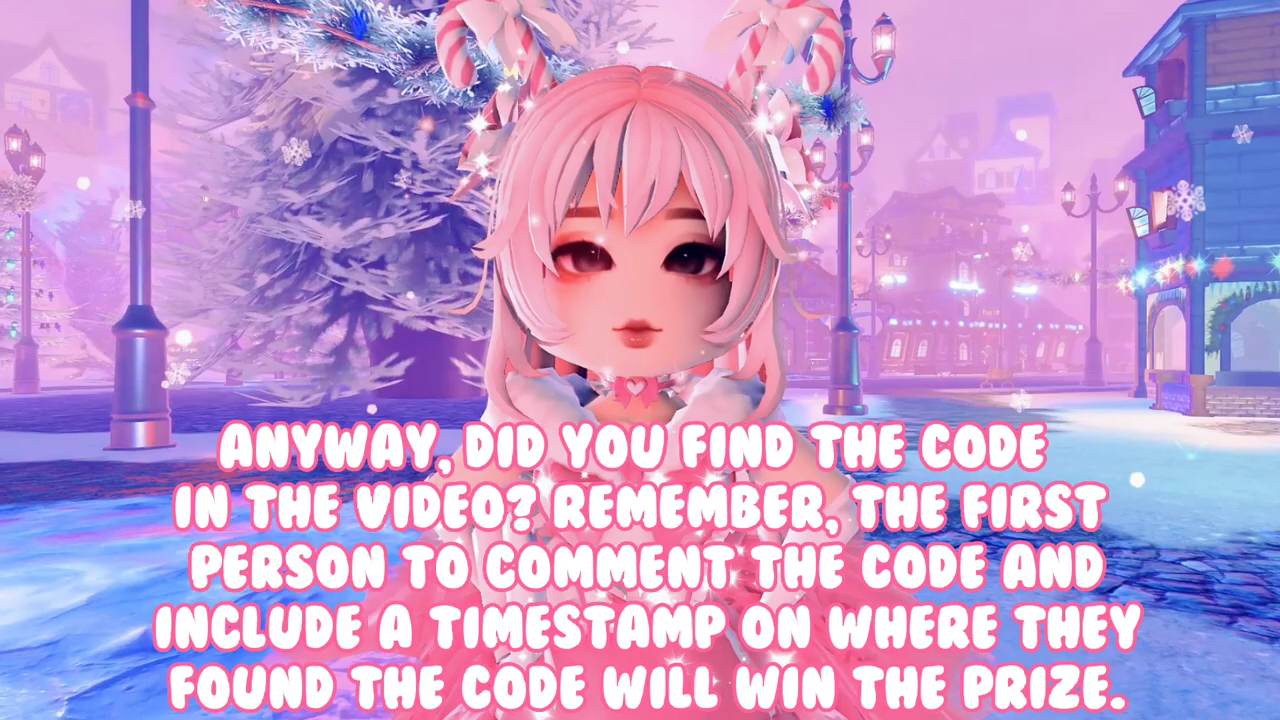 ANYWAY, DID YOU FIND THE CODE
IN THE VIDEO? REMEMBER, THE FIRST
PERSON TO COMMENT THE CODE AND
INCLUDE A TIMESTAMP ON WHERE THEY
FOUND THE CODE WILL WIN THE PRIZE.